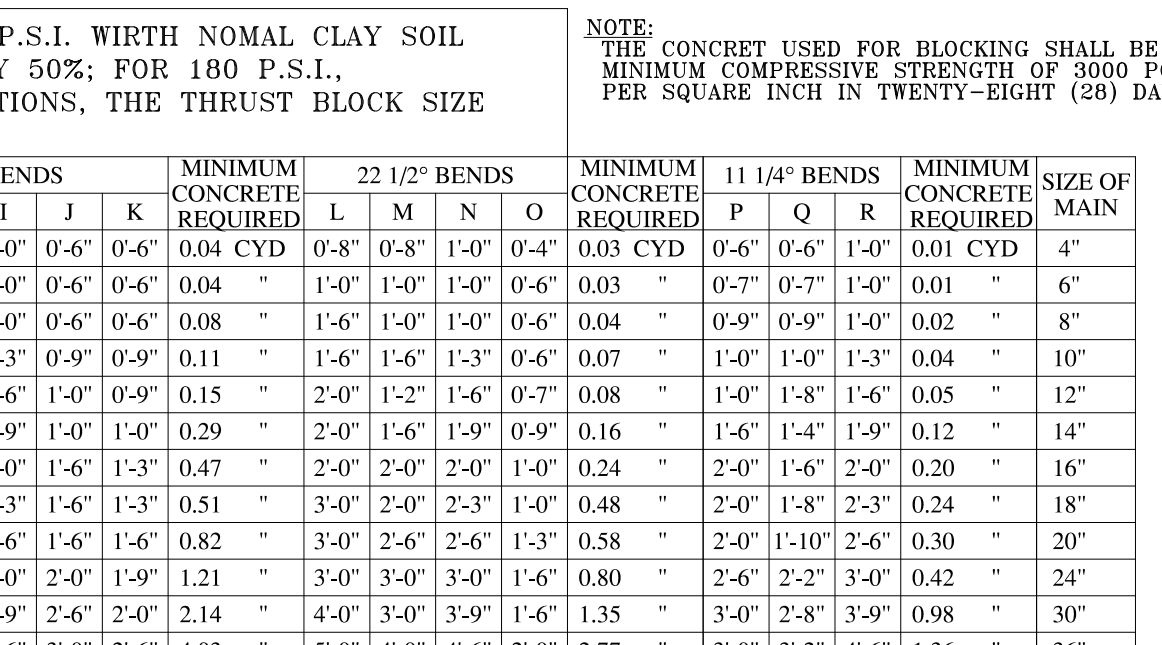 P.S.I. WIRTH NOMAL CLAY SOIL
Y 50%; FOR 180 P.S.I.,
TIONS, THE THRUST BLOCK SIZE
NOTE:
THE CONCRET USED FOR BLOCKING SHALL BE
MINIMUM COMPRESSIVE STRENGTH OF 3000 PO
PER SQUARE INCH IN TWENTY-EIGHT (28) DA
ENDS MINIMUM CONCRETE REQUIRED 22 1/2° BENDS MINIMUM CONCRETE REQUIRED 11 1/4° BENDS MINIMUM CONCRETE REQUIRED SIZE OF MAIN
I J K L M N O P Q R
-0" 0'-6" 0'-6" 0.04 CYD 0'-8" 0'-8" 1'-0" 0'-4" 0.03 CYD 0'-6" 0'-6" 1'-0" 0.01 CYD 4"
-0" 0'-6" 0'-6" 0.04 " 1'-0" 1'-0" 1'-0" 0'-6" 0.03 " 0'-7" 0'-7" 1'-0" 0.01 " 6"
-0" 0'-6" 0'-6" 0.08 " 1'-6" 1'-0" 1'-0" 0'-6" 0.04 " 0'-9" 0'-9" 1'-0" 0.02 " 8"
-3" 0'-9" 0'-9" 0.11 " 1'-6" 1'-6" 1'-3" 0'-6" 0.07 " 1'-0" 1'-0" 1'-3" 0.04 " 10"
-6" 1'-0" 0'-9" 0.15 " 2'-0" 1'-2" 1'-6" 0'-7" 0.08 " 1'-0" 1'-8" 1'-6" 0.05 " 12"
-9" 1'-0" 1'-0" 0.29 " 2'-0" 1'-6" 1'-9" 0'-9" 0.16 " 1'-6" 1'-4" 1'-9" 0.12 " 14"
-0" 1'-6" 1'-3" 0.47 " 2'-0" 2'-0" 2'-0" 1'-0" 0.24 " 2'-0" 1'-6" 2'-0" 0.20 " 16"
-3" 1'-6" 1'-3" 0.51 " 3'-0" 2'-0" 2'-3" 1'-0" 0.48 " 2'-0" 1'-8" 2'-3" 0.24 " 18"
-6" 1'-6" 1'-6" 0.82 " 3'-0" 2'-6" 2'-6" 1'-3" 0.58 " 2'-0" 1'-10" 2'-6" 0.30 " 20"
-0" 2'-0" 1'-9" 1.21 " 3'-0" 3'-0" 3'-0" 1'-6" 0.80 " 2'-6" 2'-2" 3'-0" 0.42 " 24"
-9" 2'-6" 2'-0" 2.14 " 4'-0" 3'-0" 3'-9" 1'-6" 1.35 " 3'-0" 2'-8" 3'-9" 0.98 " 30"